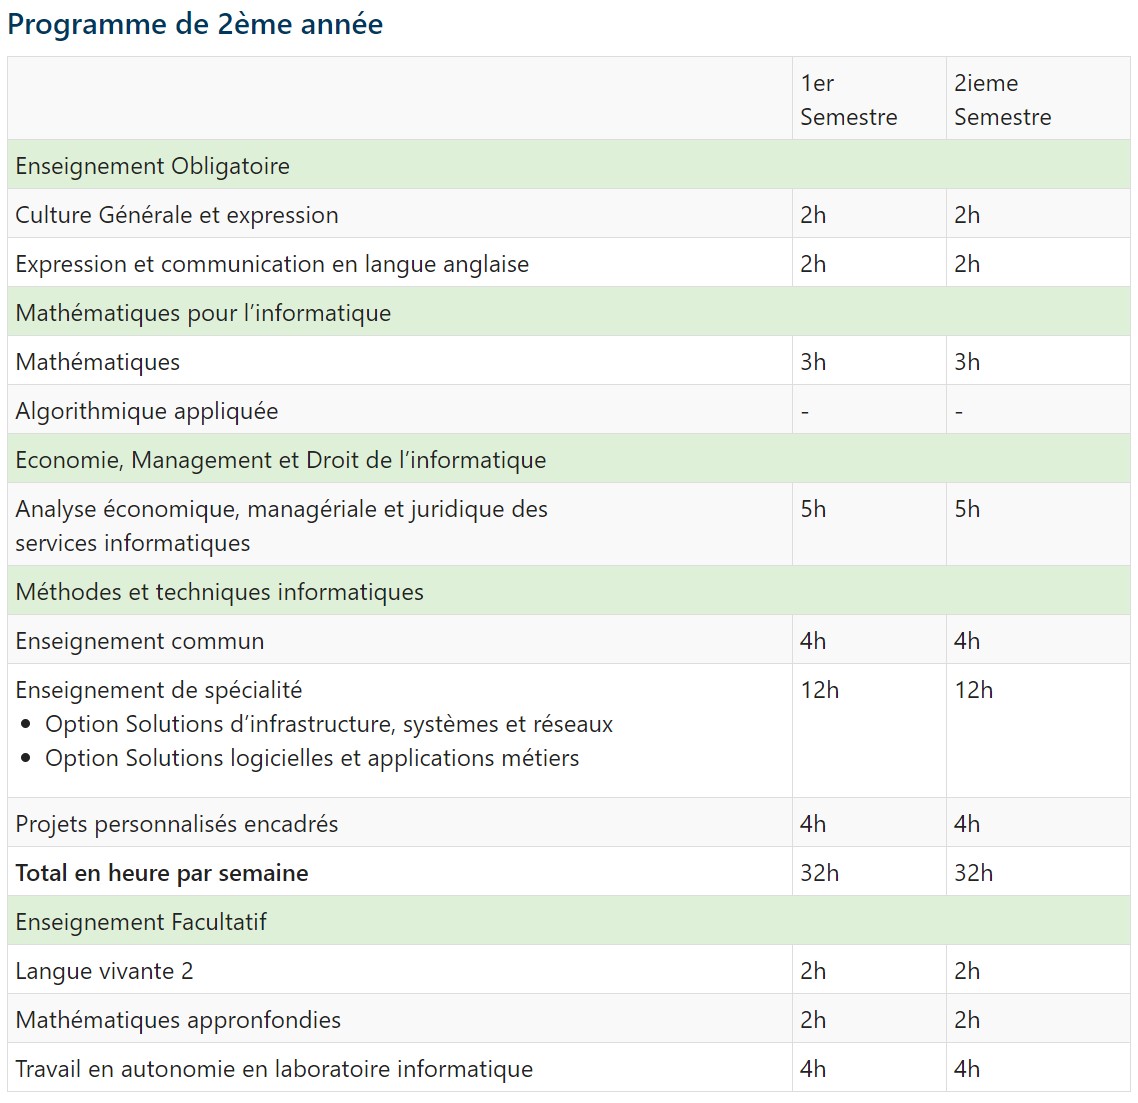 Programme de 2ème année
1er
Semestre
2ieme
Semestre
Enseignement Obligatoire
Culture Générale et expression 2h 2h
Expression et communication en langue anglaise 2h 2h
Mathématiques pour l’informatique
Mathématiques 3h 3h
Algorithmique appliquée - -
Economie, Management et Droit de l’informatique
Analyse économique, managériale et juridique des 5h 5h
services informatiques
Méthodes et techniques informatiques
Enseignement commun 4h 4h
Enseignement de spécialité 12h 12h
• Option Solutions d’infrastructure, systèmes et réseaux
• Option Solutions logicielles et applications métiers
Projets personnalisés encadrés 4h 4h
Total en heure par semaine 32h 32h
Enseignement Facultatif
Langue vivante 2 2h 2h
Mathématiques appronfondies 2h 2h
Travail en autonomie en laboratoire informatique 4h 4h